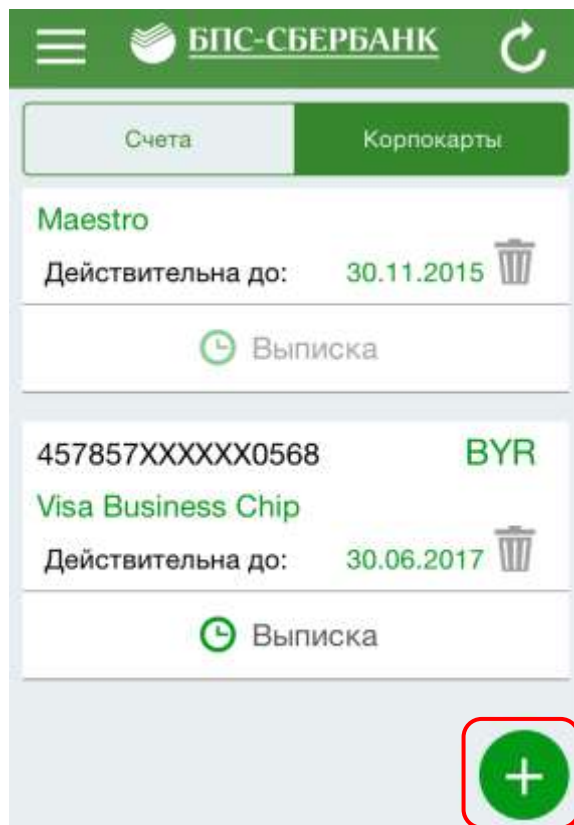 БПС-СБЕРБАНК
Счета Корпокарты
Maestro
Действительна до: 30.11.2015
Выписка
457857XXXXXX0568 BYR
Visa Business Chip
Действительна до: 30.06.2017
Выписка
+